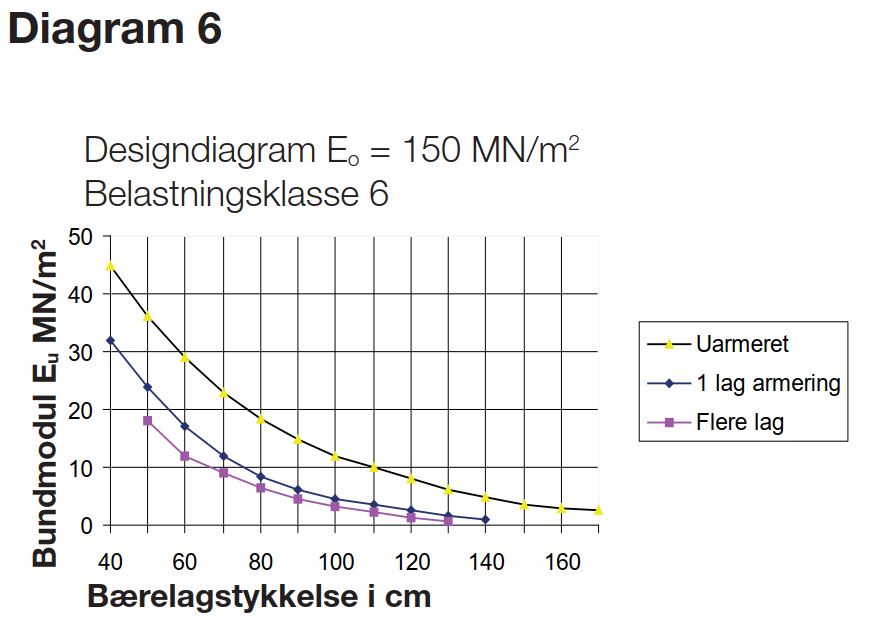 Diagram 6
Designdiagram Eₒ = 150 MN/m²
Belastningsklasse 6
Bundmodul Eᵤ MN/m²
50
40
30
20
10
0
40 60 80 100 120 140 160
Bærelagstykkelse i cm
Uarmeret
1 lag armering
Flere lag